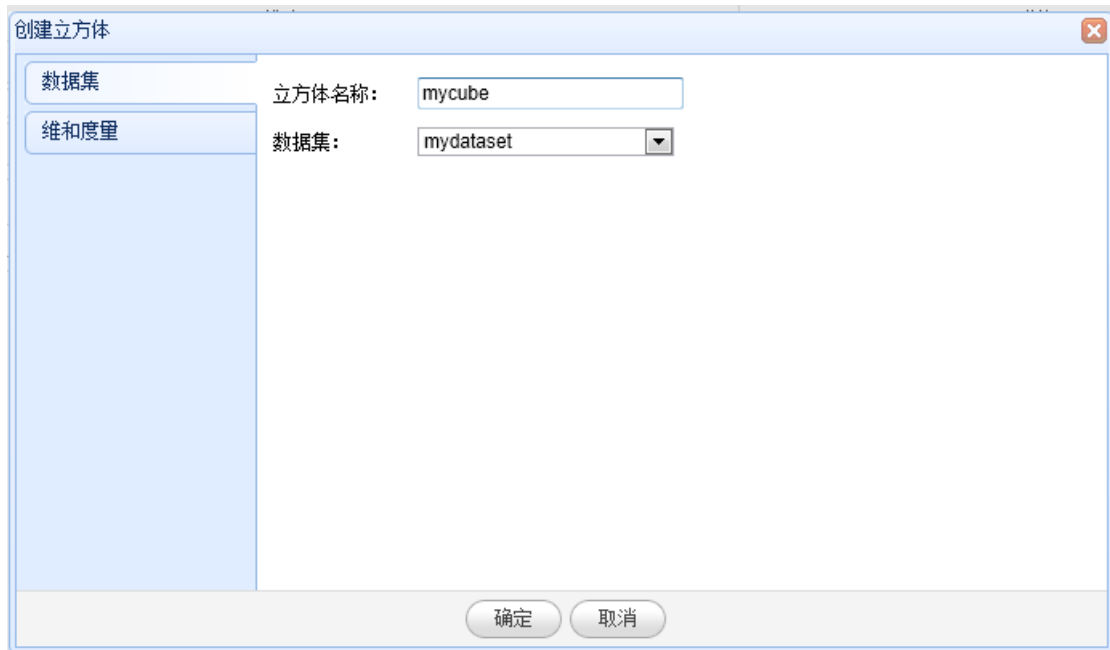 创建立方体
数据集
维和度量
立方体名称： mycube
数据集： mydataset
确定 取消